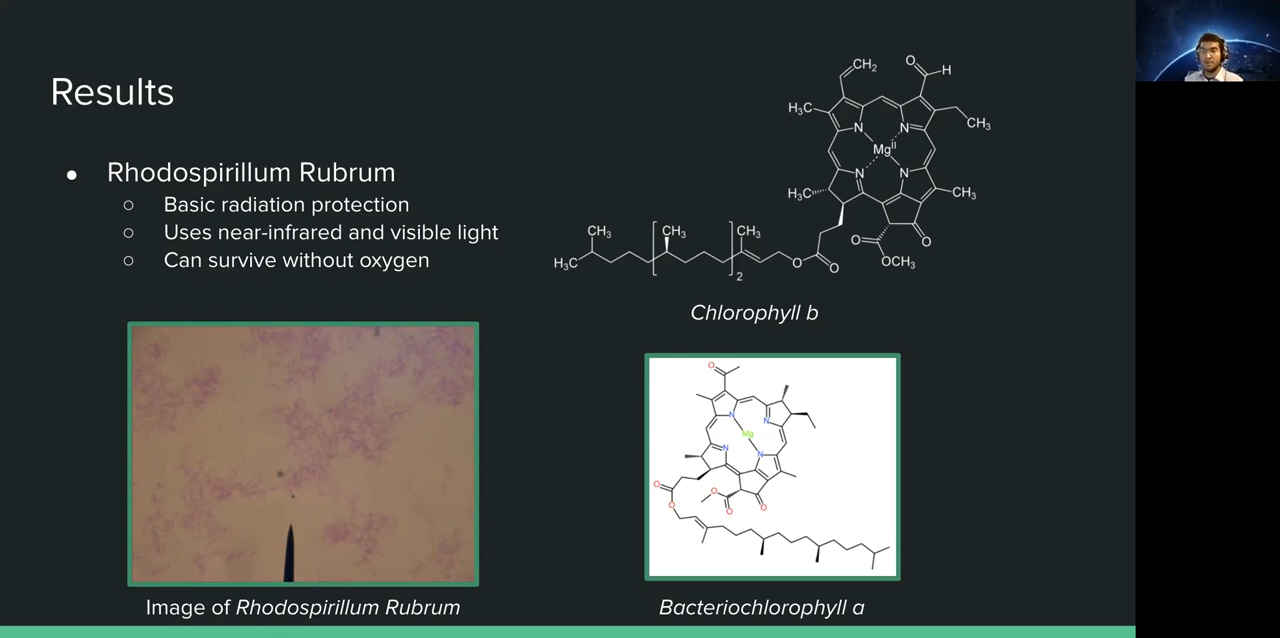 Results
● Rhodospirillum Rubrum
○ Basic radiation protection
○ Uses near-infrared and visible light
○ Can survive without oxygen
CH2
O
H
H3C
N
N
CH3
MgII
N
N
H3C
CH3
CH3
CH3
CH3
O
O
H3C
O
O
OCH3
2
Chlorophyll b
O
N
N
Mg
N
N
O
O
O
O
O
Image of Rhodospirillum Rubrum
Bacteriochlorophyll a